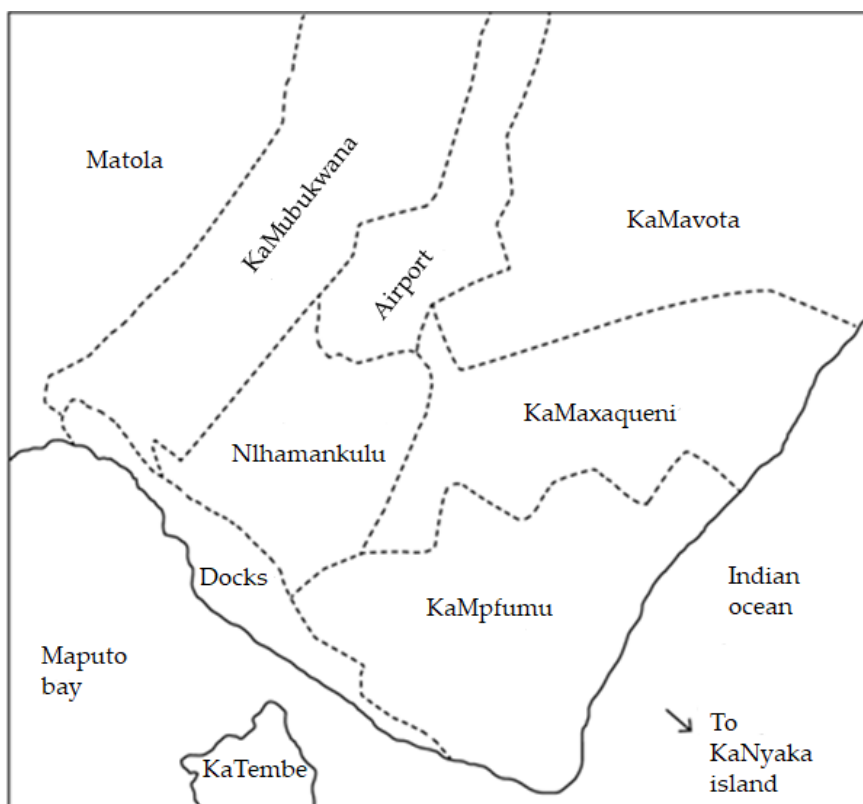 Matola
KaMubukwana
KaMavota
Airport
KaMaxaqueni
Nlhamankulu
Docks
KaMpfumu
Indian
ocean
Maputo
bay
To
KaNyaka
island
KaTembe